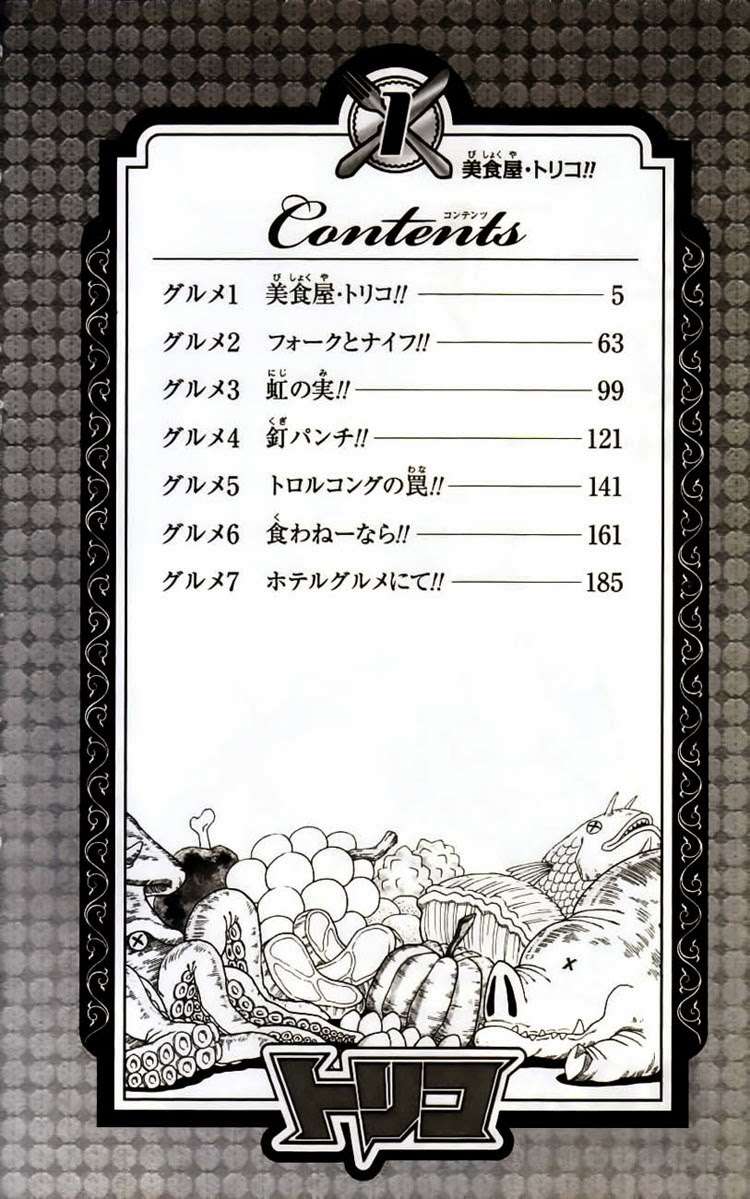 1
美食屋・トリコ!!
Contents
コンテンツ
グルメ1 美食屋・トリコ!! 5
グルメ2 フォークとナイフ!! 63
グルメ3 虹の実!! 99
グルメ4 釘パンチ!! 121
グルメ5 トロルコングの罠!! 141
グルメ6 食わねーなら!! 161
グルメ7 ホテルグルメにて!! 185
トリコ